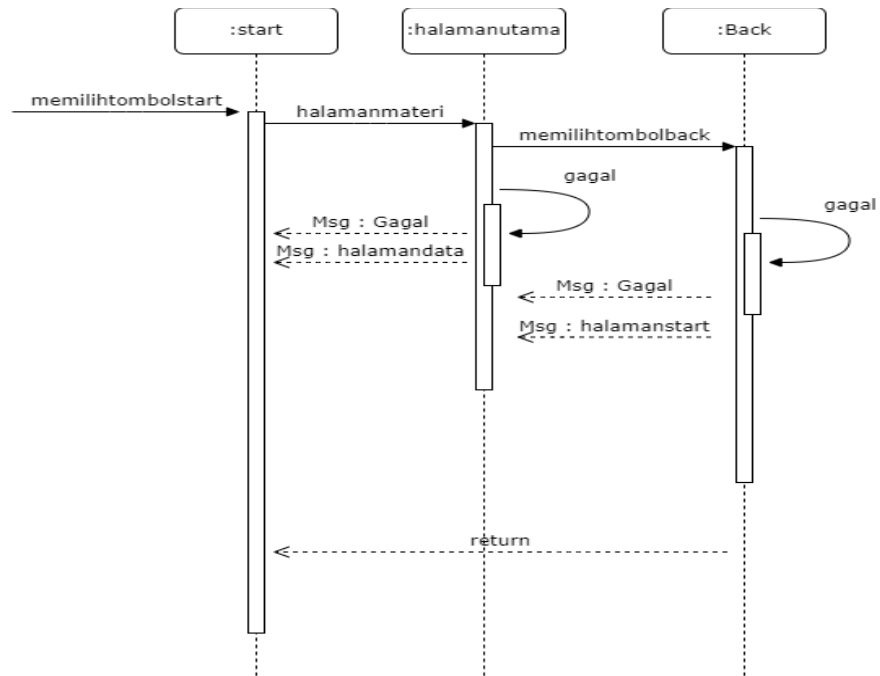 :start
:halamanutama
:Back
memilihtombolstart
halamanmateri
memilihtombolback
gagal
gagal
Msg : Gagal
Msg : halamandata
Msg : Gagal
Msg : halamanstart
return